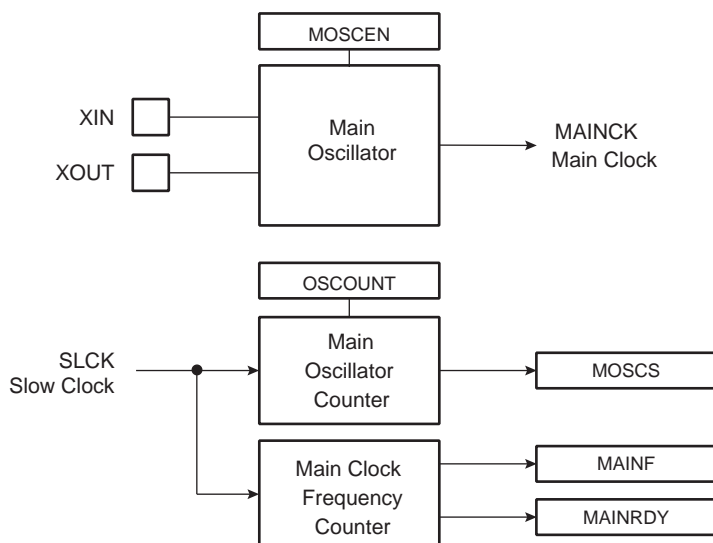 MOSCEN
XIN
XOUT
Main
Oscillator
MAINCK
Main Clock
OSCOUNT
SLCK
Slow Clock
Main
Oscillator
Counter
MOSCS
Main Clock
Frequency
Counter
MAINF
MAINRDY